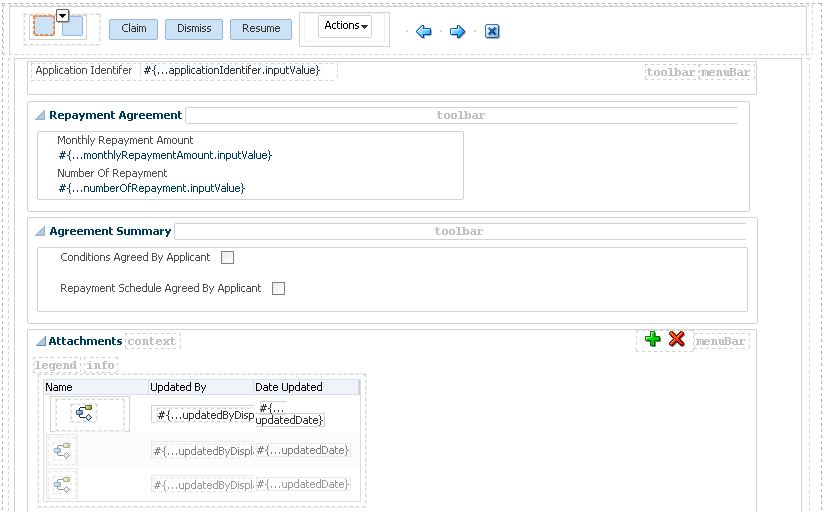 Claim Dismiss Resume Actions
Application Identifer #{...applicationIdentifer.inputValue} toolbar menuBar
Repayment Agreement toolbar
Monthly Repayment Amount
#{...monthlyRepaymentAmount.inputValue}
Number Of Repayment
#{...numberOfRepayment.inputValue}
Agreement Summary toolbar
Conditions Agreed By Applicant
Repayment Schedule Agreed By Applicant
Attachments context menuBar
legend info
Name Updated By Date Updated
#{...updatedByDisp #{... updatedDate}
#{...updatedByDispl #{...updatedDate}
#{...updatedByDispl #{...updatedDate}